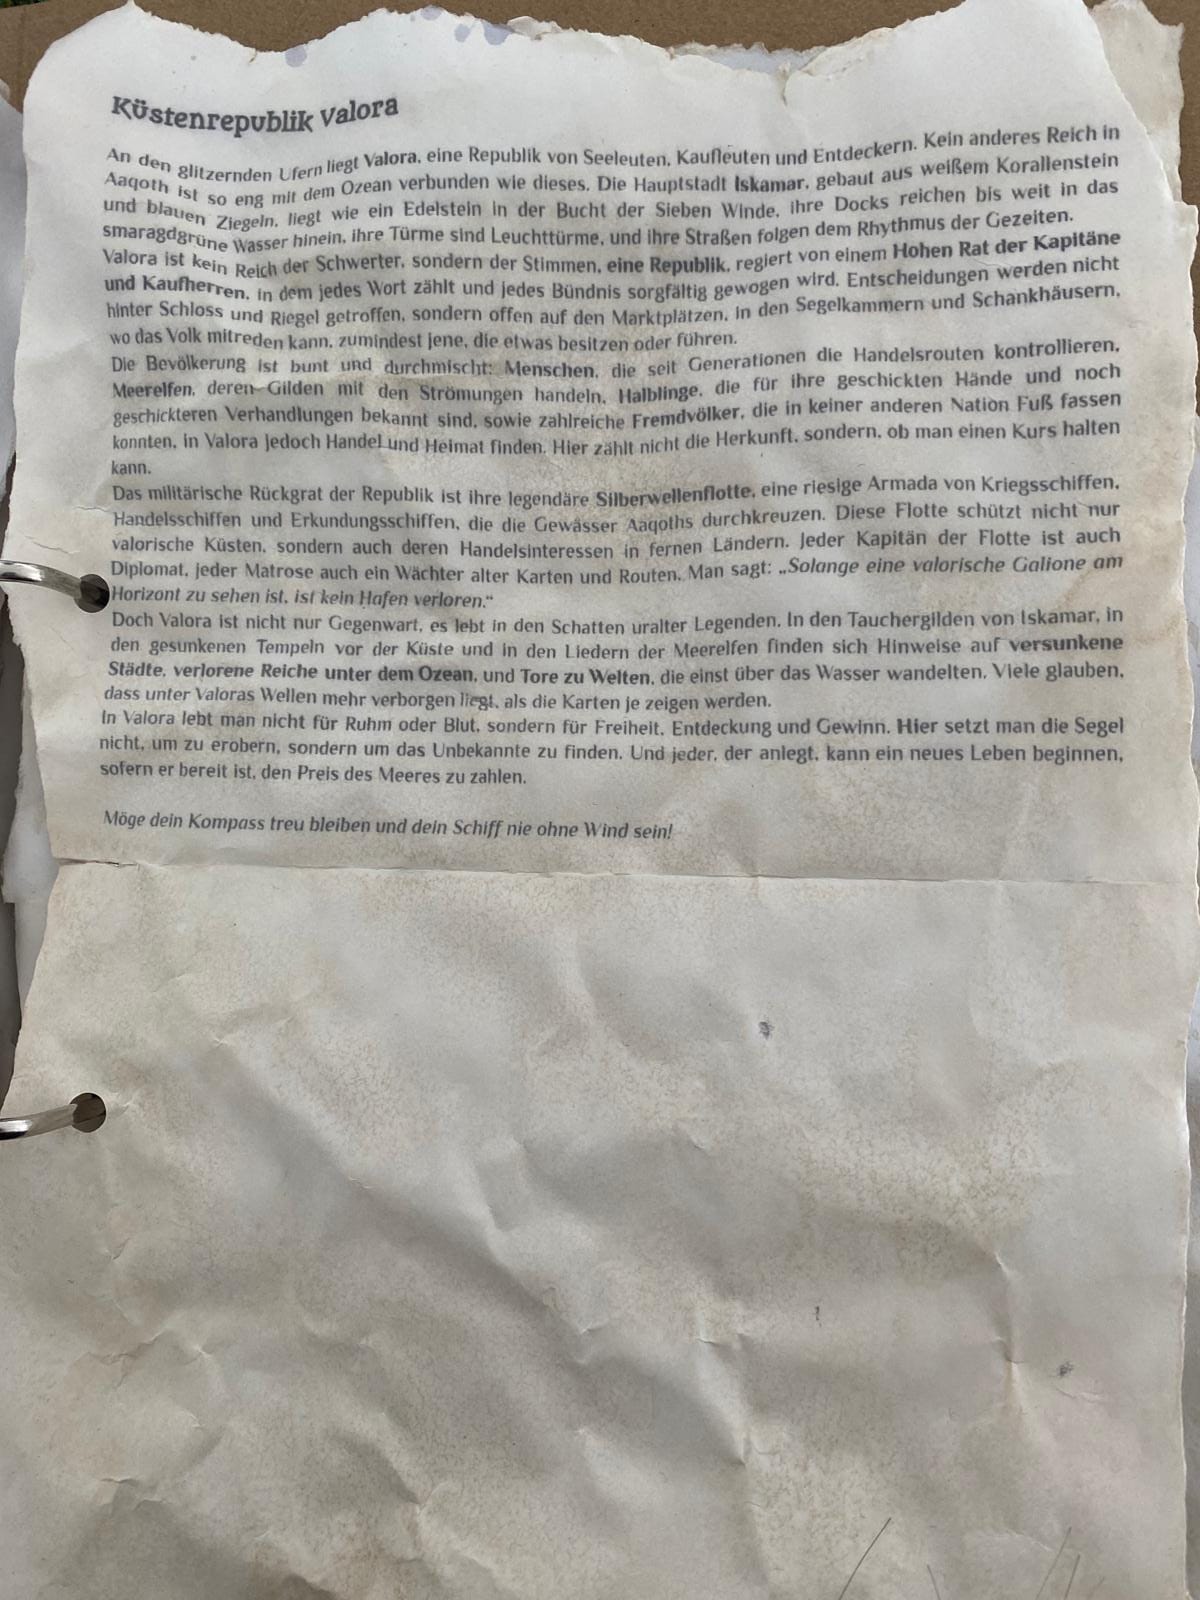 Küstenrepublik Valora
An den glitzernden Ufern liegt Valora, eine Republik von Seeleuten, Kaufleuten und Entdeckern. Kein anderes Reich in
Aaqoth ist so eng mit dem Ozean verbunden wie dieses. Die Hauptstadt Iskamar, gebaut aus weißem Korallenstein
und blauen Ziegeln, liegt wie ein Edelstein in der Bucht der Sieben Winde, ihre Docks reichen bis weit in das
smaragdgrüne Wasser hinein, ihre Türme sind Leuchttürme, und ihre Straßen folgen dem Rhythmus der Gezeiten.
Valora ist kein Reich der Schwerter, sondern der Stimmen, eine Republik, regiert von einem Hohen Rat der Kapitäne
und Kaufherren, in dem jedes Wort zählt und jedes Bündnis sorgfältig gewogen wird. Entscheidungen werden nicht
hinter Schloss und Riegel getroffen, sondern offen auf den Marktplätzen, in den Segelkammern und Schankhäusern,
wo das Volk mitreden kann, zumindest jene, die etwas besitzen oder führen.
Die Bevölkerung ist bunt und durchmischt: Menschen, die seit Generationen die Handelsrouten kontrollieren,
Meerelfen, deren Gilden mit den Strömungen handeln, Halblinge, die für ihre geschickten Hände und noch
geschickteren Verhandlungen bekannt sind, sowie zahlreiche Fremdvölker, die in keiner anderen Nation Fuß fassen
konnten, in Valora jedoch Handel und Heimat finden. Hier zählt nicht die Herkunft, sondern, ob man einen Kurs halten
kann.
Das militärische Rückgrat der Republik ist ihre legendäre Silberwellenflotte, eine riesige Armada von Kriegsschiffen,
Handelsschiffen und Erkundungsschiffen, die die Gewässer Aaqoths durchkreuzen. Diese Flotte schützt nicht nur
valorische Küsten, sondern auch deren Handelsinteressen in fernen Ländern. Jeder Kapitän der Flotte ist auch
Diplomat, jeder Matrose auch ein Wächter alter Karten und Routen. Man sagt: „Solange eine valorische Galione am
Horizont zu sehen ist, ist kein Hafen verloren.“
Doch Valora ist nicht nur Gegenwart, es lebt in den Schatten uralter Legenden. In den Tauchergilden von Iskamar, in
den gesunkenen Tempeln vor der Küste und in den Liedern der Meerelfen finden sich Hinweise auf versunkene
Städte, verlorene Reiche unter dem Ozean, und Tore zu Welten, die einst über das Wasser wandelten. Viele glauben,
dass unter Valoras Wellen mehr verborgen liegt, als die Karten je zeigen werden.
In Valora lebt man nicht für Ruhm oder Blut, sondern für Freiheit, Entdeckung und Gewinn. Hier setzt man die Segel
nicht, um zu erobern, sondern um das Unbekannte zu finden. Und jeder, der anlegt, kann ein neues Leben beginnen,
sofern er bereit ist, den Preis des Meeres zu zahlen.
Möge dein Kompass treu bleiben und dein Schiff nie ohne Wind sein!